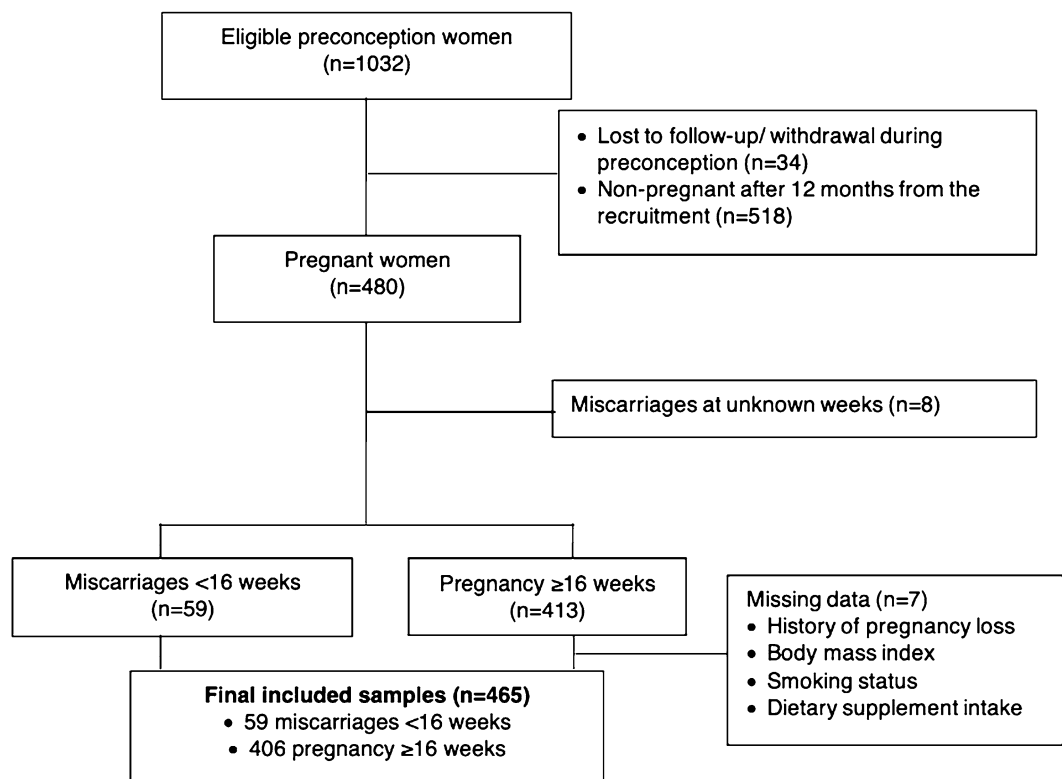 Eligible preconception women
(n=1032)
• Lost to follow-up/ withdrawal during
preconception (n=34)
• Non-pregnant after 12 months from the
recruitment (n=518)
Pregnant women
(n=480)
Miscarriages at unknown weeks (n=8)
Miscarriages <16 weeks
(n=59)
Pregnancy ≥16 weeks
(n=413)
Missing data (n=7)
• History of pregnancy loss
• Body mass index
• Smoking status
• Dietary supplement intake
Final included samples (n=465)
• 59 miscarriages <16 weeks
• 406 pregnancy ≥16 weeks